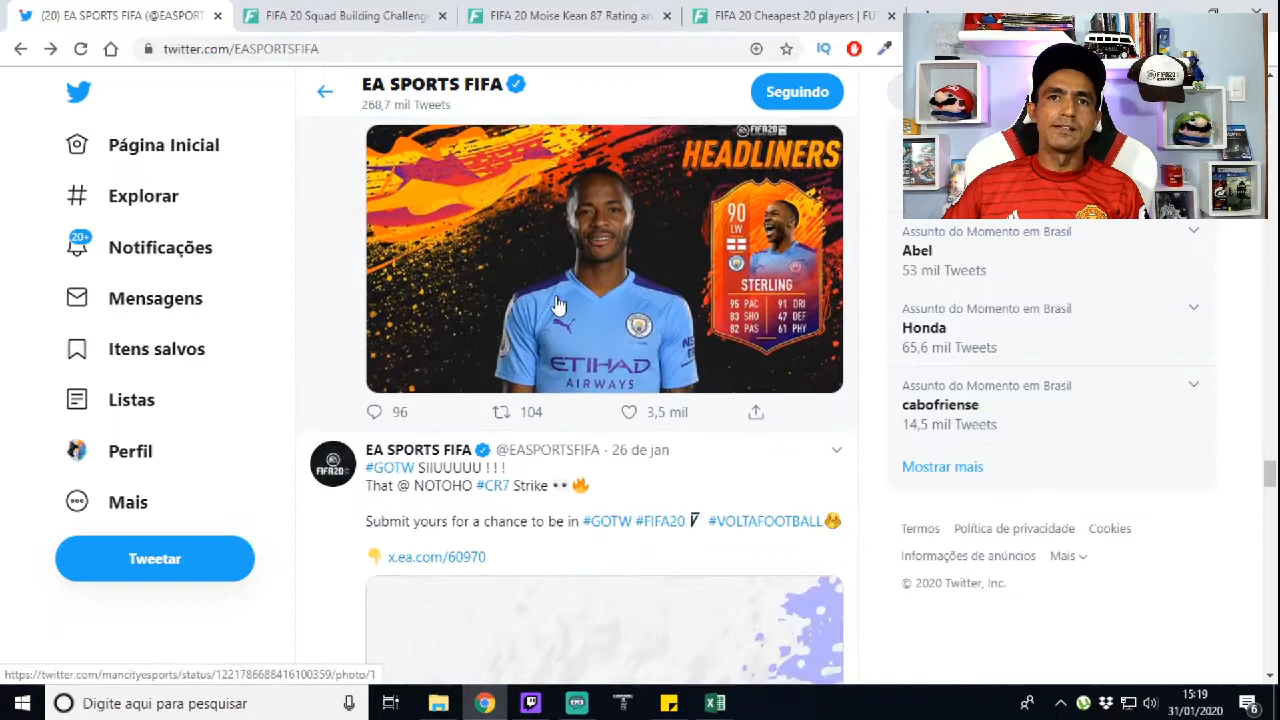 (20) EA SPORTS FIFA (@EASPORT
FIFA 20 Squad Building Challeng
FIFA 20 Moise Kean 87 Rating an
twitter.com/EASPORTSFIFA
EA SPORTS FIFA
268,7 mil Tweets
Seguindo
Página Inicial
Explorar
20+
Notificações
Mensagens
Itens salvos
Listas
Perfil
Mais
Tweetar
FIFA 20
HEADLINERS
90
LW
STERLING
95 PAC 91 DRI
83 SHO 47 DEF
82 PAS 61 PHY
ETIHAD
AIRWAYS
96 104 3,5 mil
EA SPORTS FIFA @EASPORTSFIFA · 26 de jan
#GOTW SIIUUUUU ! ! !
That @ NOTOHO #CR7 Strike
Submit yours for a chance to be in #GOTW #FIFA20 #VOLTAFOOTBALL
x.ea.com/60970
Assunto do Momento em Brasil
Abel
53 mil Tweets
Assunto do Momento em Brasil
Honda
65,6 mil Tweets
Assunto do Momento em Brasil
cabofriense
14,5 mil Tweets
Mostrar mais
Termos Política de privacidade Cookies
Informações de anúncios Mais
© 2020 Twitter, Inc.
https://twitter.com/mancityesports/status/1221786688416100359/photo/1
Digite aqui para pesquisar
15:19
31/01/2020
6